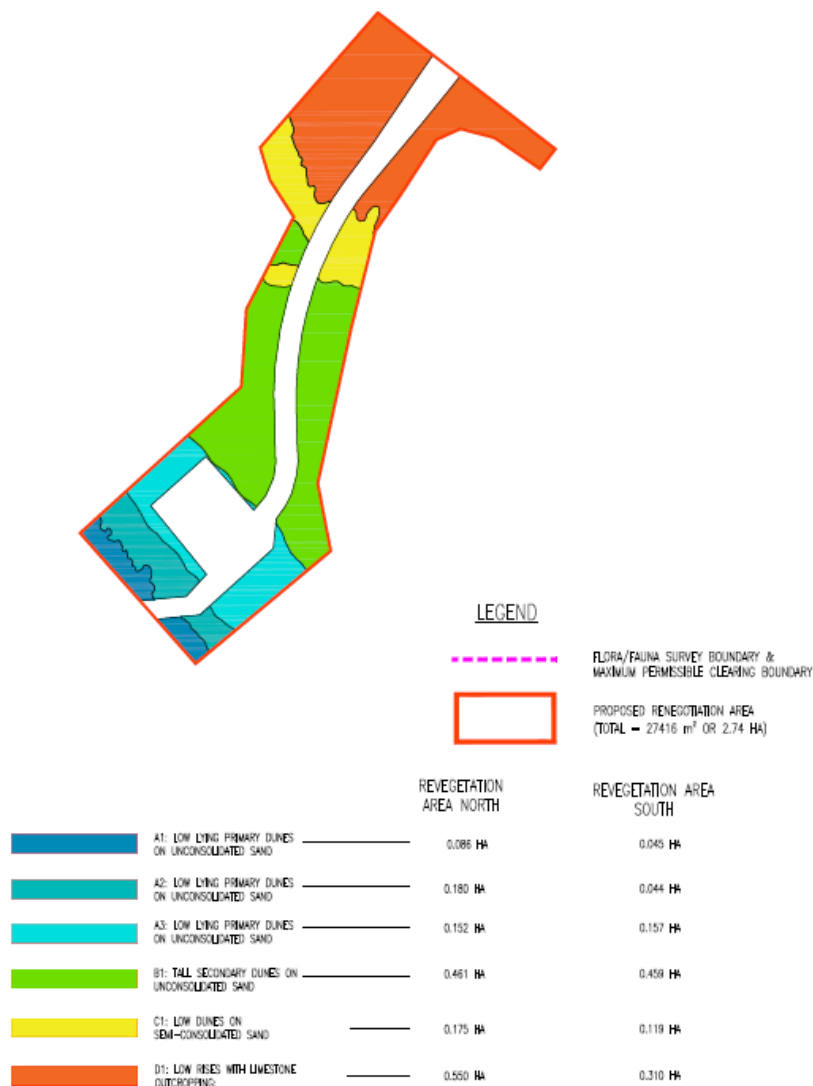 LEGEND
FLORA/FAUNA SURVEY BOUNDARY &
MAXIMUM PERMISSIBLE CLEARING BOUNDARY
PROPOSED RENEGOTIATION AREA
(TOTAL = 27416 m² OR 2.74 HA)
REVEGETATION
AREA NORTH
REVEGETATION AREA
SOUTH
A1: LOW LYING PRIMARY DUNES
ON UNCONSOLIDATED SAND
0.086 HA
0.045 HA
A2: LOW LYING PRIMARY DUNES
ON UNCONSOLIDATED SAND
0.180 HA
0.044 HA
A3: LOW LYING PRIMARY DUNES
ON UNCONSOLIDATED SAND
0.152 HA
0.157 HA
B1: TALL SECONDARY DUNES ON
UNCONSOLIDATED SAND
0.461 HA
0.459 HA
C1: LOW DUNES ON
SEMI-CONSOLIDATED SAND
0.175 HA
0.119 HA
D1: LOW RISES WITH LIMESTONE
OUTCROPPING:
0.550 HA
0.310 HA